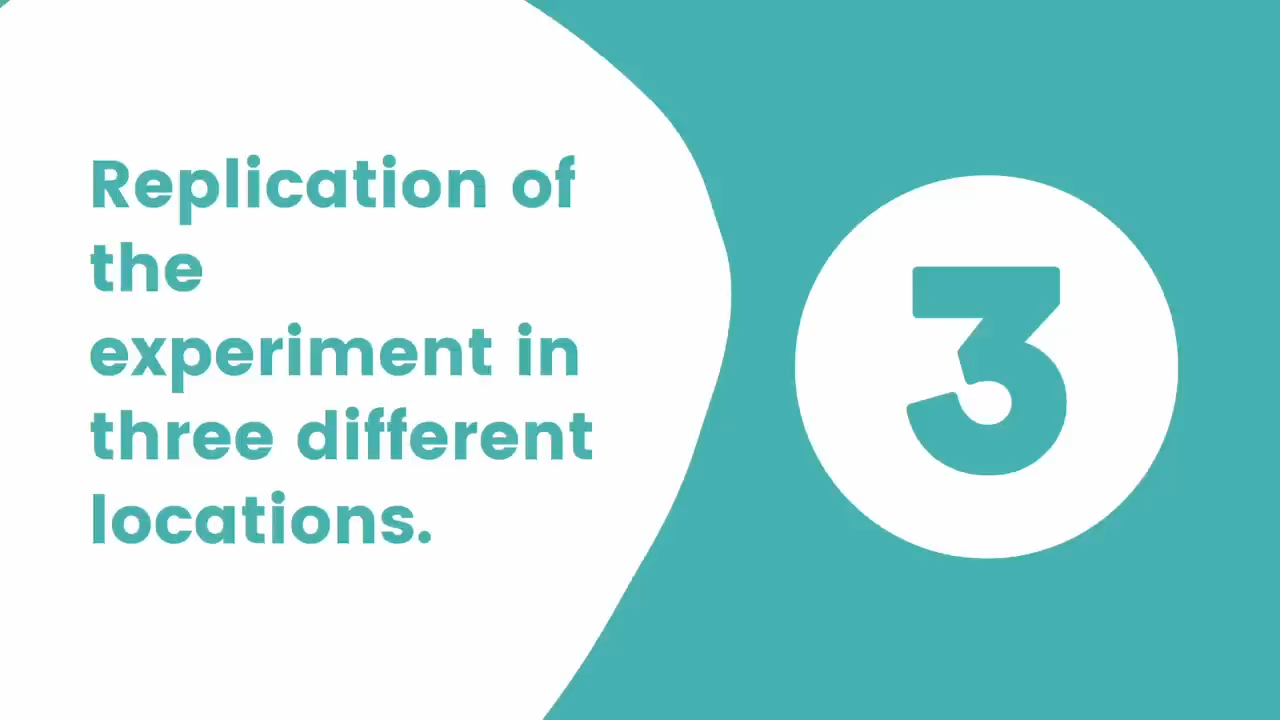 Replication of
the
experiment in
three different
locations.
3